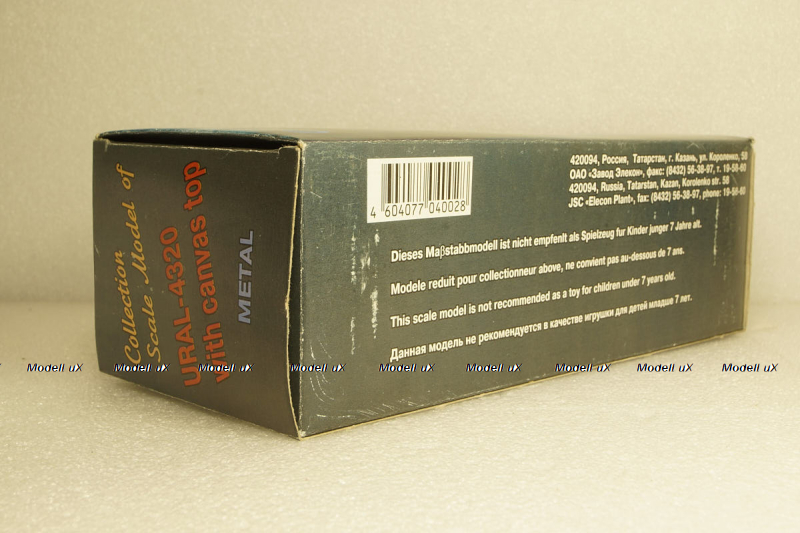 Collection
Scale Model of
URAL-4320
with canvas top
METAL
4 604077 040028
420094, Россия, Татарстан, г. Казань, ул. Короленко, 58
ОАО «Завод Элекон», факс: (8432) 56-38-97, т. 19-58-60
420094, Russia, Tatarstan, Kazan, Korolenko str. 58
JSC «Elecon Plant», fax: (8432) 56-38-97, phone: 19-58-60
Dieses Maβstabbmodell ist nicht empfenlt als Spielzeug fur Kinder junger 7 Jahre alt.
Modele reduit pour collectionneur above, ne convient pas au-dessous de 7 ans.
This scale model is not recommended as a toy for children under 7 years old.
Данная модель не рекомендуется в качестве игрушки для детей младше 7 лет.
Modell uX Modell uX Modell uX Modell uX Modell uX Modell uX Modell uX Modell uX Modell uX